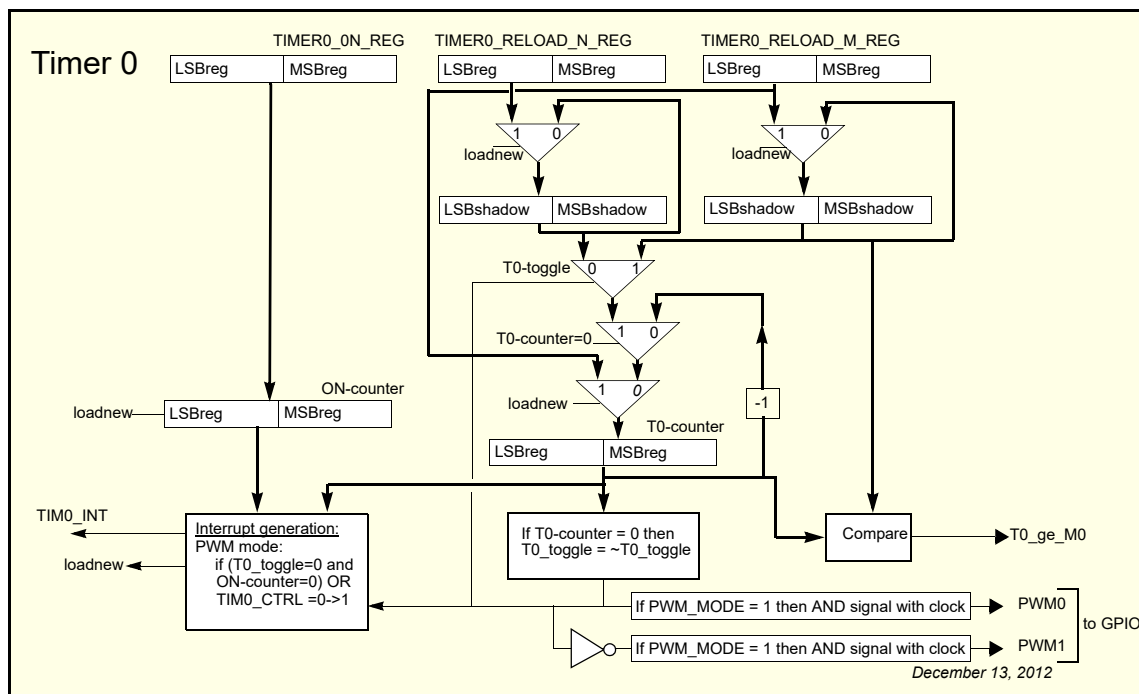 Timer 0
TIMER0_0N_REG
TIMER0_RELOAD_N_REG
TIMER0_RELOAD_M_REG
LSBreg MSBreg
LSBreg MSBreg
LSBreg MSBreg
1 0
1 0
loadnew
loadnew
LSBshadow MSBshadow
LSBshadow MSBshadow
T0-toggle
0 1
1 0
T0-counter=0
ON-counter
1 0
loadnew
LSBreg MSBreg
loadnew
-1
T0-counter
LSBreg MSBreg
TIM0_INT
loadnew
Interrupt generation:
PWM mode:
if (T0_toggle=0 and
ON-counter=0) OR
TIM0_CTRL =0->1
If T0-counter = 0 then
T0_toggle = ~T0_toggle
Compare
T0_ge_M0
If PWM_MODE = 1 then AND signal with clock
PWM0
to GPIO
If PWM_MODE = 1 then AND signal with clock
PWM1
December 13, 2012